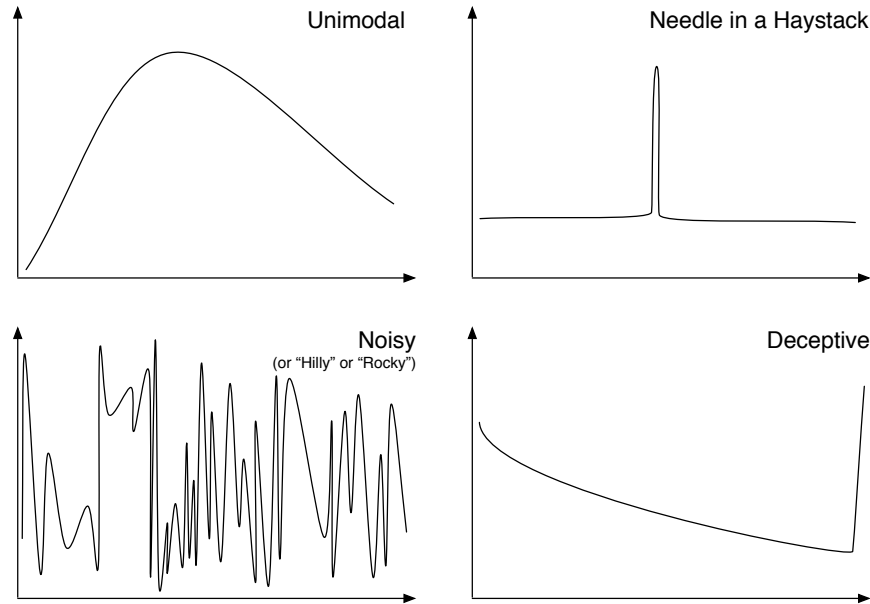 Unimodal
Needle in a Haystack
Noisy
(or “Hilly” or “Rocky”)
Deceptive